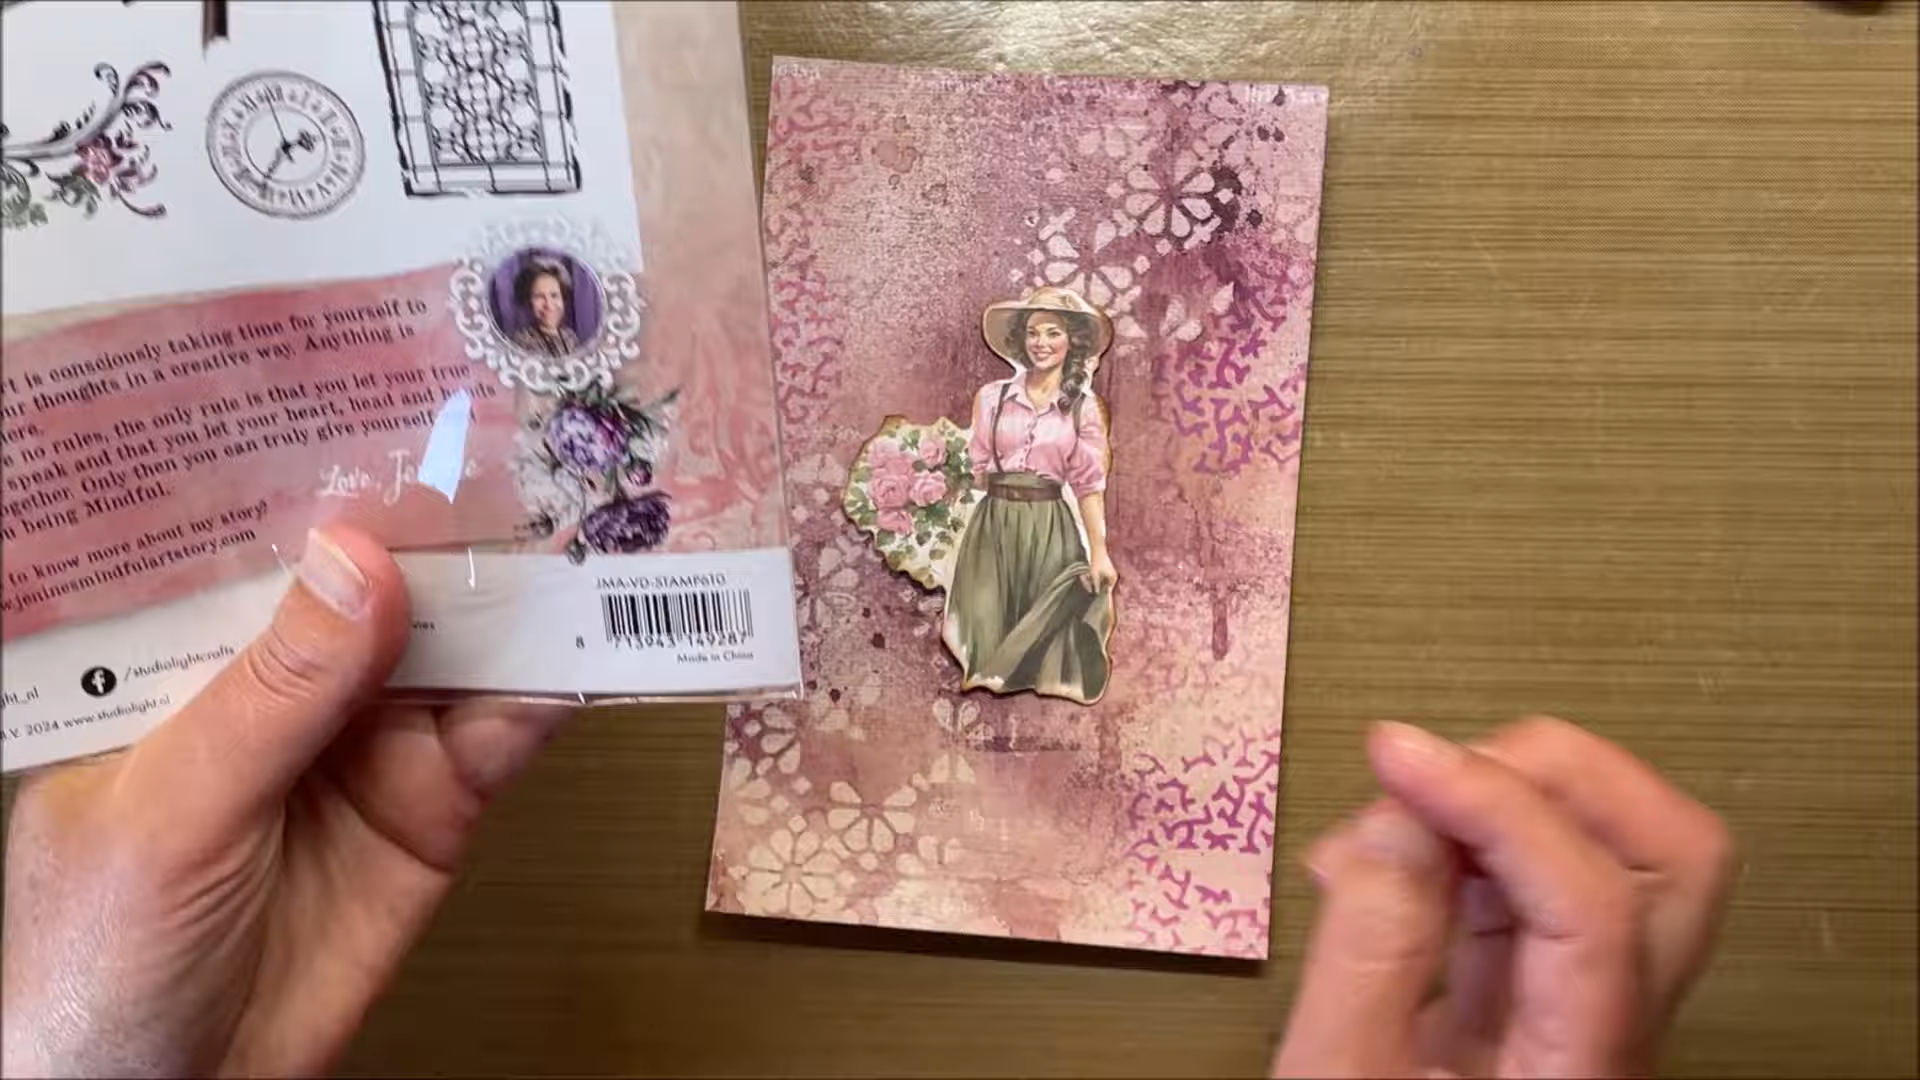 rt is consciously taking time for yourself to
ur thoughts in a creative way. Anything is
ere.
e no rules, the only rule is that you let your true
speak and that you let your heart, head and
ogether. Only then you can truly give yourself
u being Mindful.
Love,
to know more about my story?
w.jeninesmindfulartstory.com
JMA-VD-STAMP610
8 713943 149287
Made in China
/studiolightcrafts
ght_nl
B.V. 2024 www.studiolight.nl